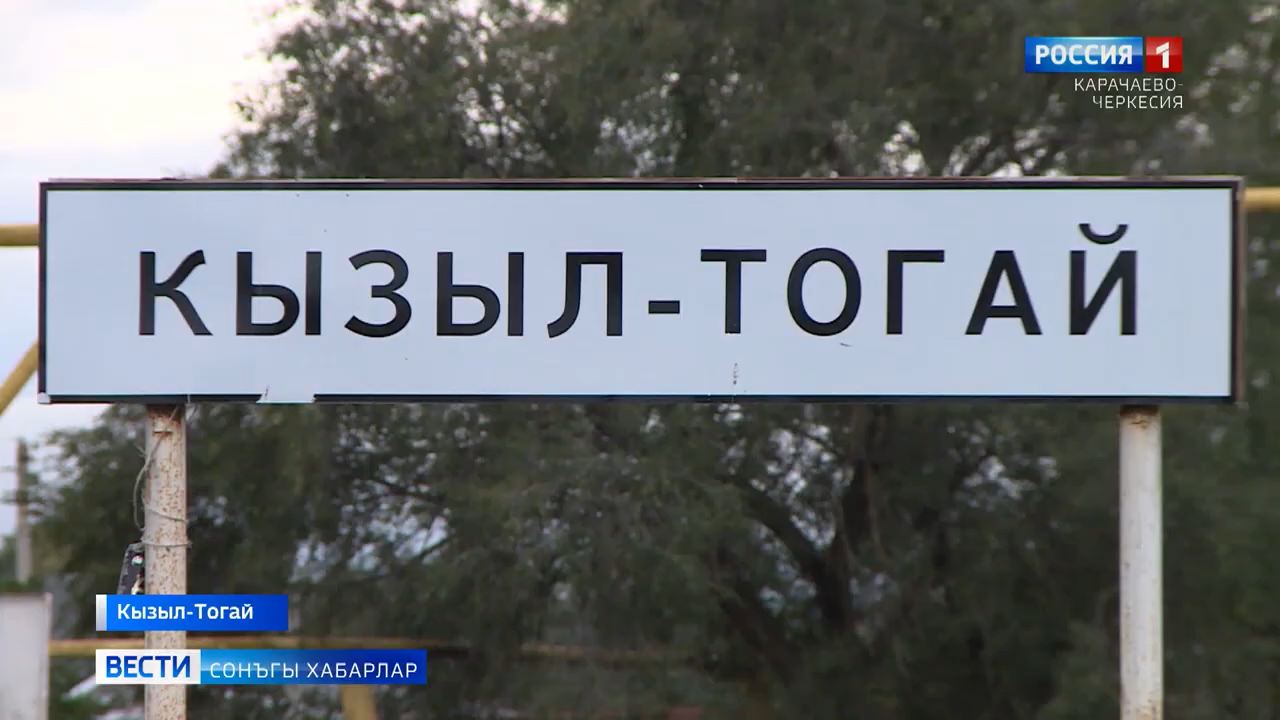 РОССИЯ 1
КАРАЧАЕВО-
ЧЕРКЕСИЯ
КЫЗЫЛ-ТОГАЙ
Кызыл-Тогай
ВЕСТИ СОНЪГЫ ХАБАРЛАР